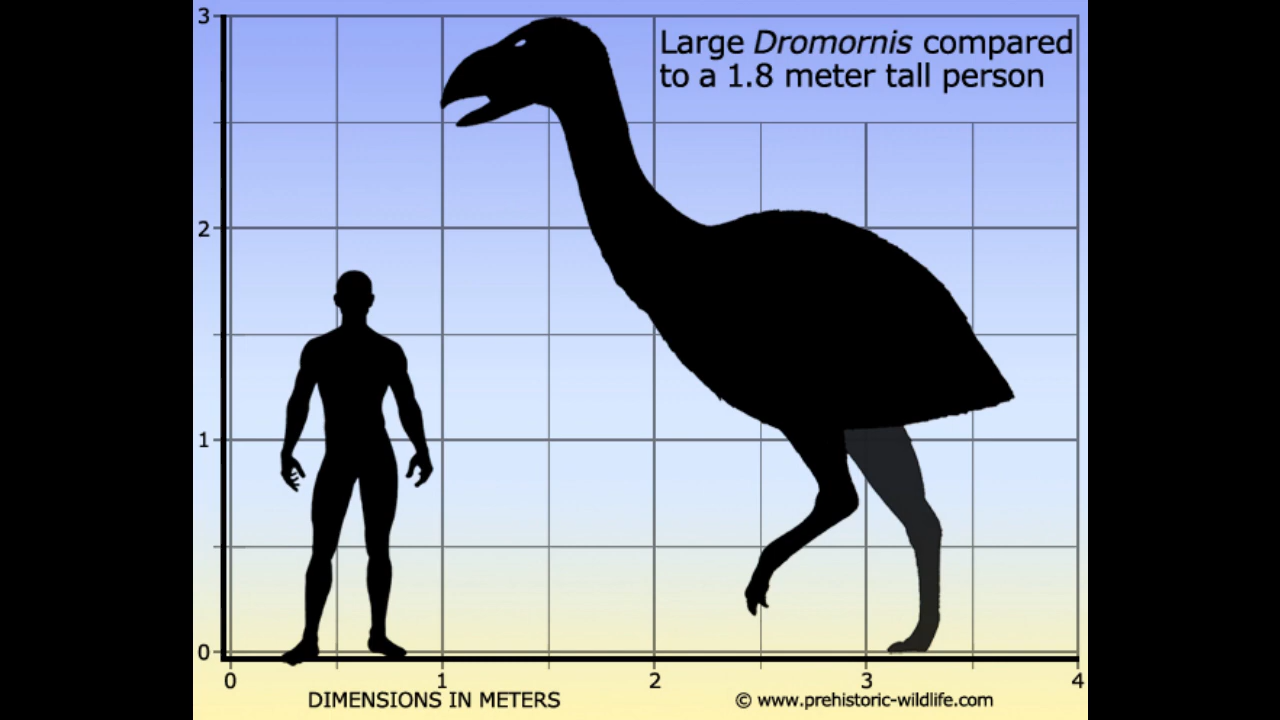 3
Large Dromornis compared
to a 1.8 meter tall person
2
1
0
0 1 2 3 4
DIMENSIONS IN METERS
© www.prehistoric-wildlife.com